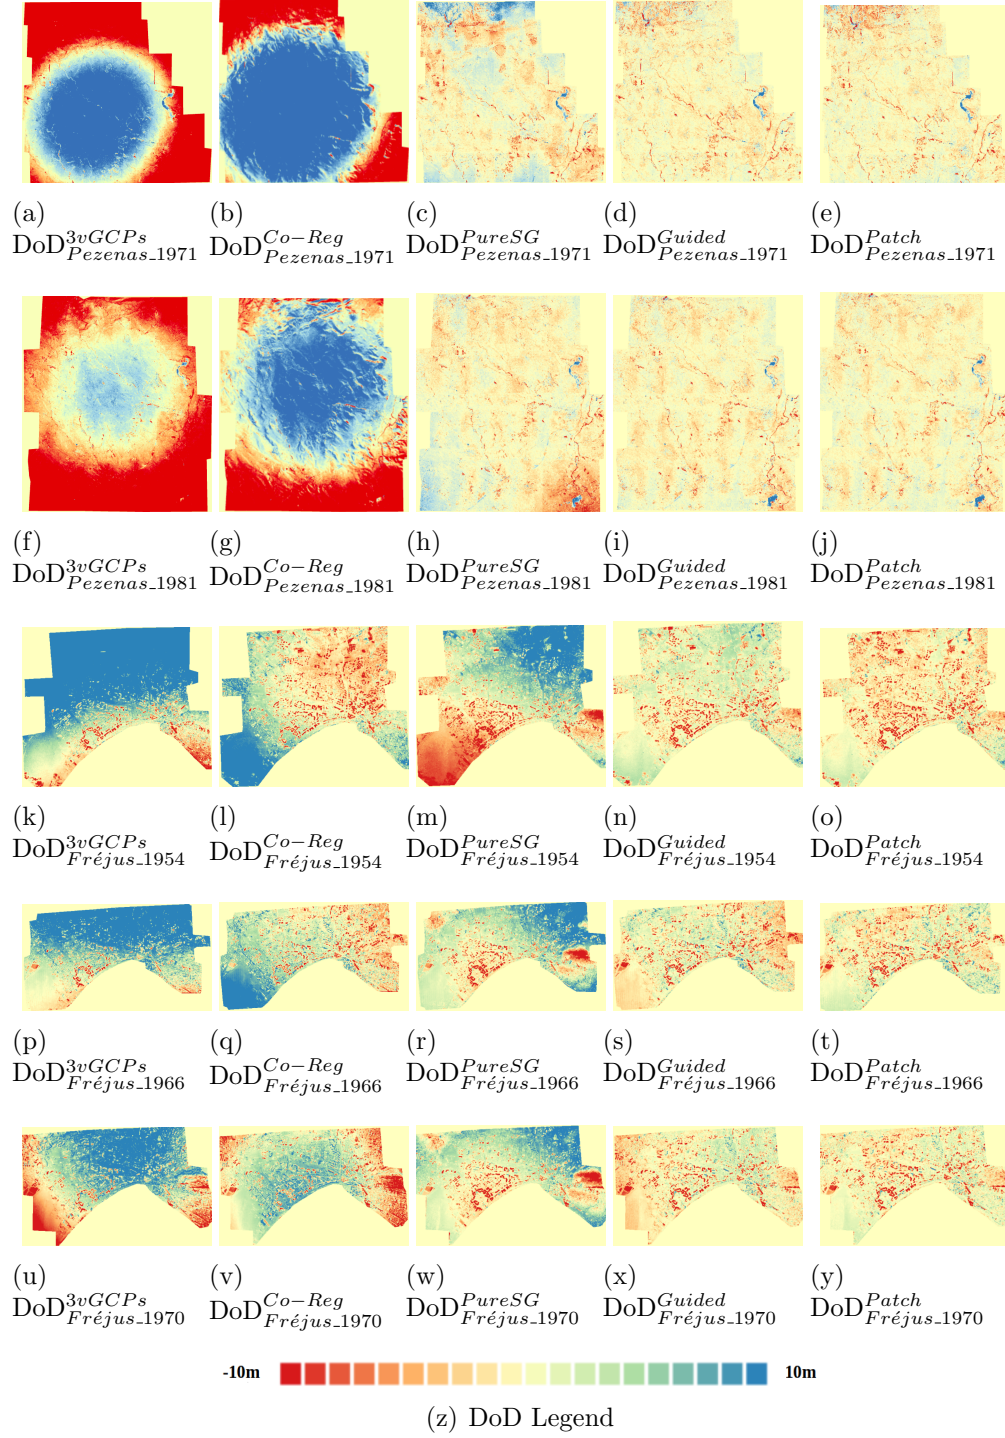 (a) (b) (c) (d) (e)
DoD^{3vGCPs}_{Pezenas_1971} DoD^{Co-Reg}_{Pezenas_1971} DoD^{PureSG}_{Pezenas_1971} DoD^{Guided}_{Pezenas_1971} DoD^{Patch}_{Pezenas_1971}
(f) (g) (h) (i) (j)
DoD^{3vGCPs}_{Pezenas_1981} DoD^{Co-Reg}_{Pezenas_1981} DoD^{PureSG}_{Pezenas_1981} DoD^{Guided}_{Pezenas_1981} DoD^{Patch}_{Pezenas_1981}
(k) (l) (m) (n) (o)
DoD^{3vGCPs}_{Fréjus_1954} DoD^{Co-Reg}_{Fréjus_1954} DoD^{PureSG}_{Fréjus_1954} DoD^{Guided}_{Fréjus_1954} DoD^{Patch}_{Fréjus_1954}
(p) (q) (r) (s) (t)
DoD^{3vGCPs}_{Fréjus_1966} DoD^{Co-Reg}_{Fréjus_1966} DoD^{PureSG}_{Fréjus_1966} DoD^{Guided}_{Fréjus_1966} DoD^{Patch}_{Fréjus_1966}
(u) (v) (w) (x) (y)
DoD^{3vGCPs}_{Fréjus_1970} DoD^{Co-Reg}_{Fréjus_1970} DoD^{PureSG}_{Fréjus_1970} DoD^{Guided}_{Fréjus_1970} DoD^{Patch}_{Fréjus_1970}
-10m 10m
(z) DoD Legend